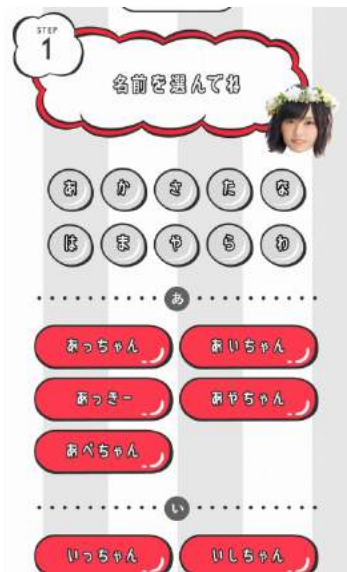 STEP
1
名前を選んでね
あ か さ た な
は ま や ら わ
あ
あっちゃん あいちゃん
あっきー あやちゃん
あべちゃん
い
いっちゃん いしちゃん